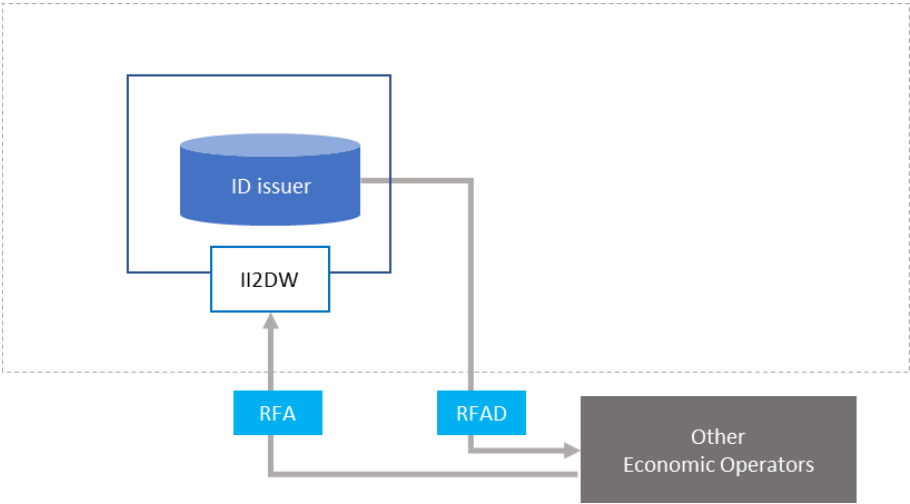 ID issuer
II2DW
RFA
RFAD
Other
Economic Operators